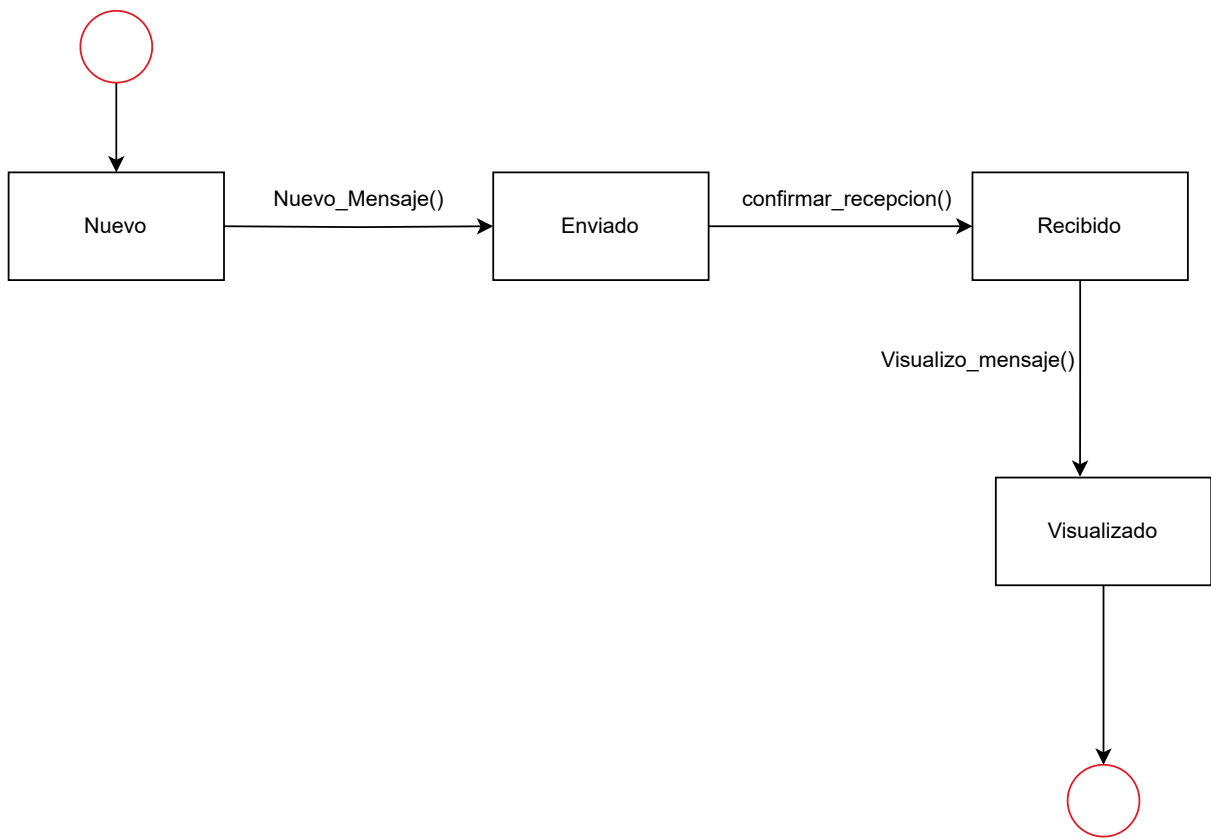 Nuevo
Nuevo_Mensaje()
Enviado
confirmar_recepcion()
Recibido
Visualizo_mensaje()
Visualizado